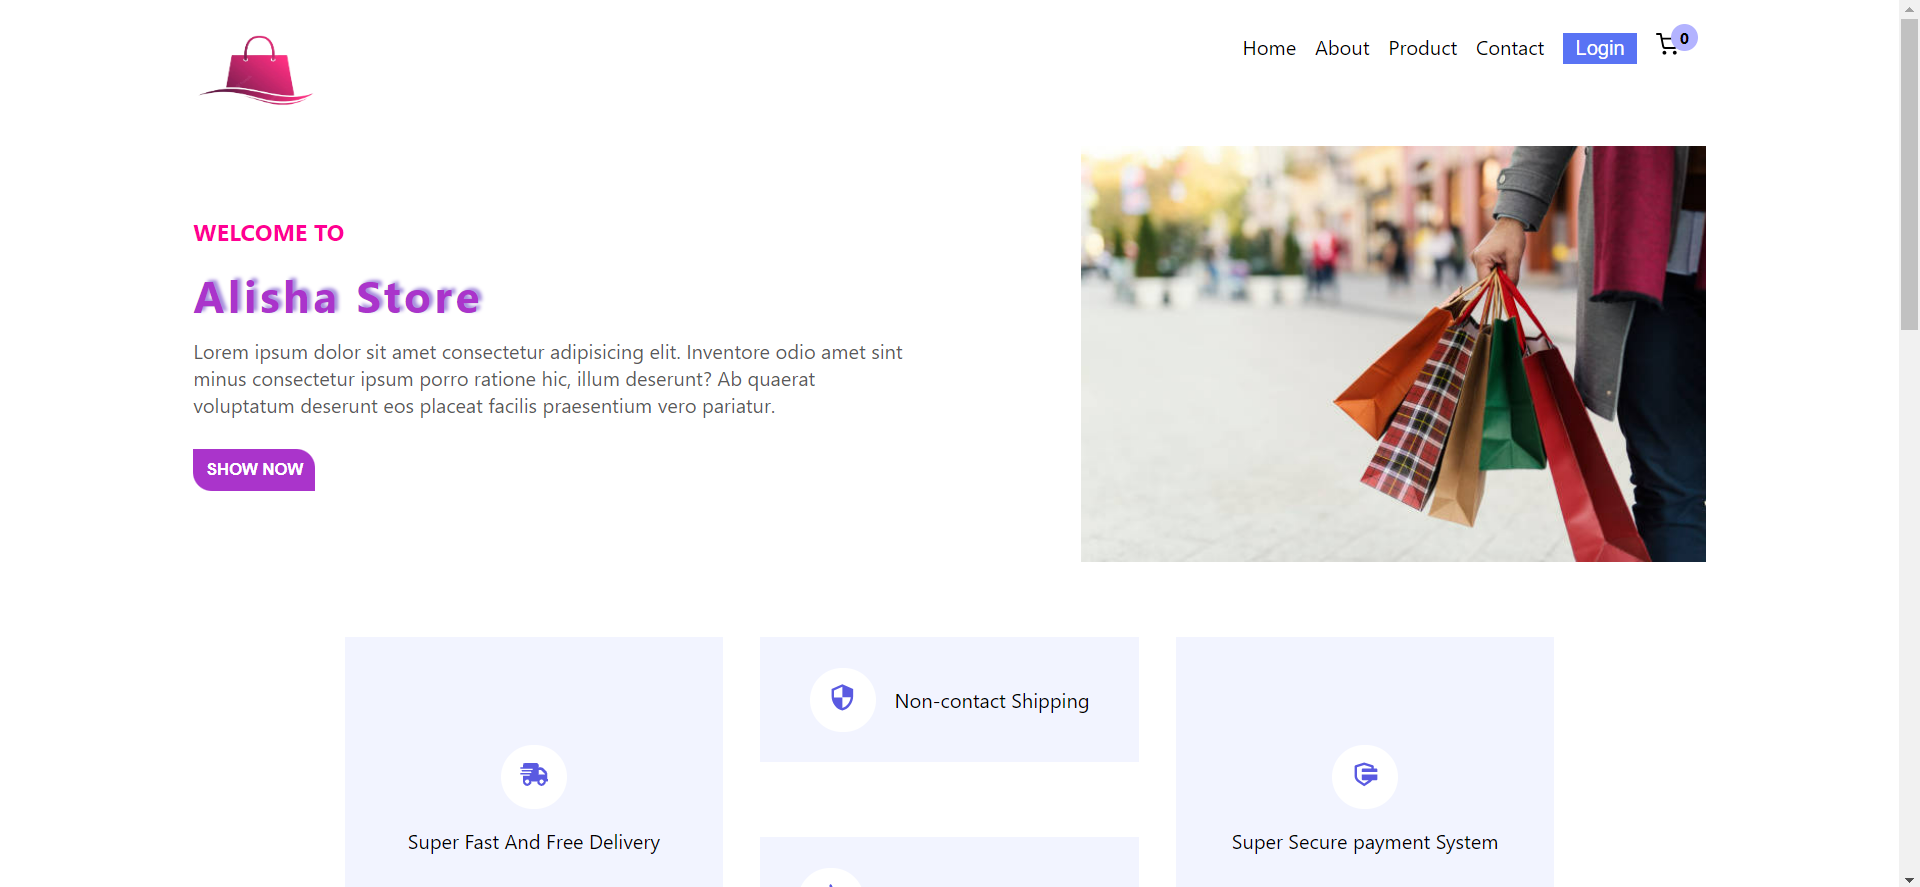 Home About Product Contact Login 0
WELCOME TO
Alisha Store
Lorem ipsum dolor sit amet consectetur adipisicing elit. Inventore odio amet sint
minus consectetur ipsum porro ratione hic, illum deserunt? Ab quaerat
voluptatum deserunt eos placeat facilis praesentium vero pariatur.
SHOW NOW
Non-contact Shipping
Super Fast And Free Delivery
Super Secure payment System